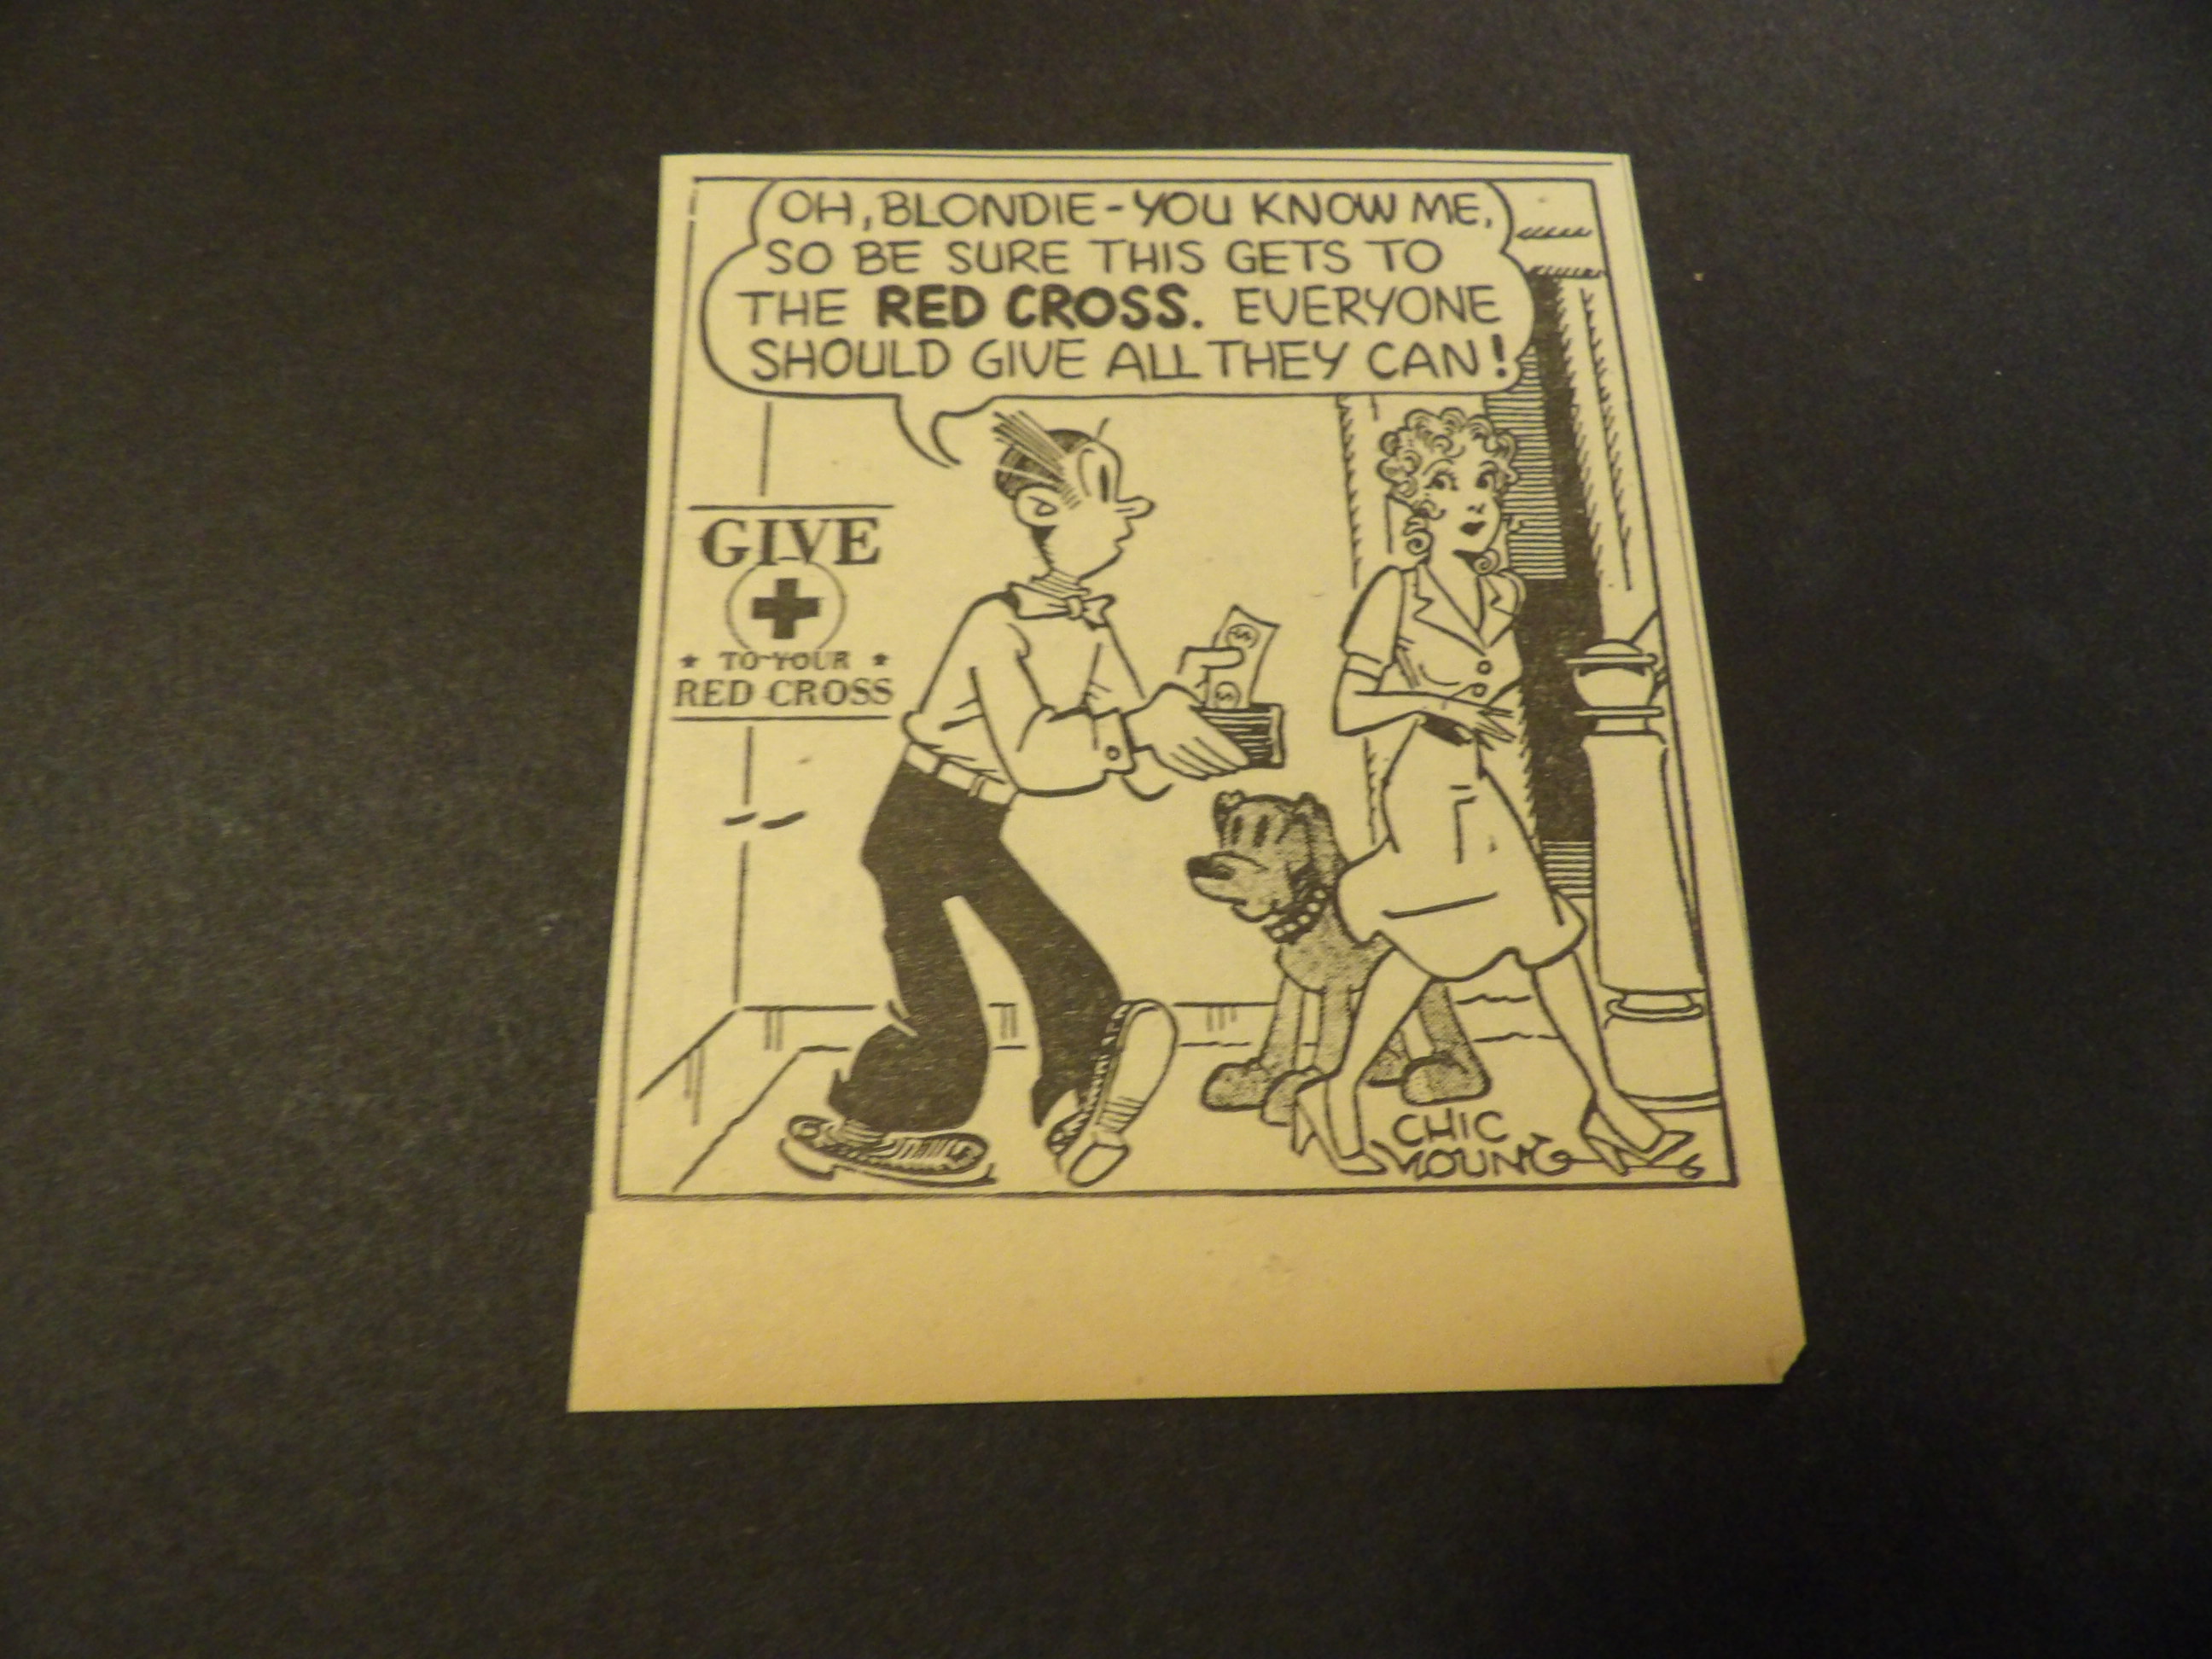 OH, BLONDIE - YOU KNOW ME,
SO BE SURE THIS GETS TO
THE RED CROSS. EVERYONE
SHOULD GIVE ALL THEY CAN!
GIVE
* TO YOUR *
RED CROSS
$
$
CHIC
YOUNG